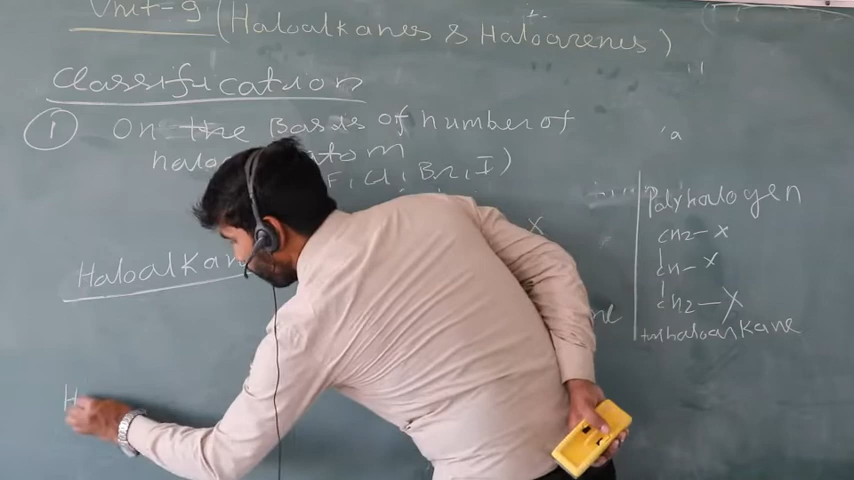 Unit-9 (Haloalkanes & Haloarenes)
Classification
1 On the Basis of number of
halo atom
F, Cl, Br, I)
Haloalkan
Polyhalogen
CH2-X
CH-X
CH2-X
trihaloalkane
X
ne
H